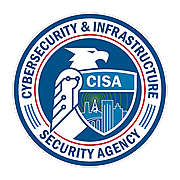 CYBERSECURITY & INFRASTRUCTURE
CISA
SECURITY AGENCY